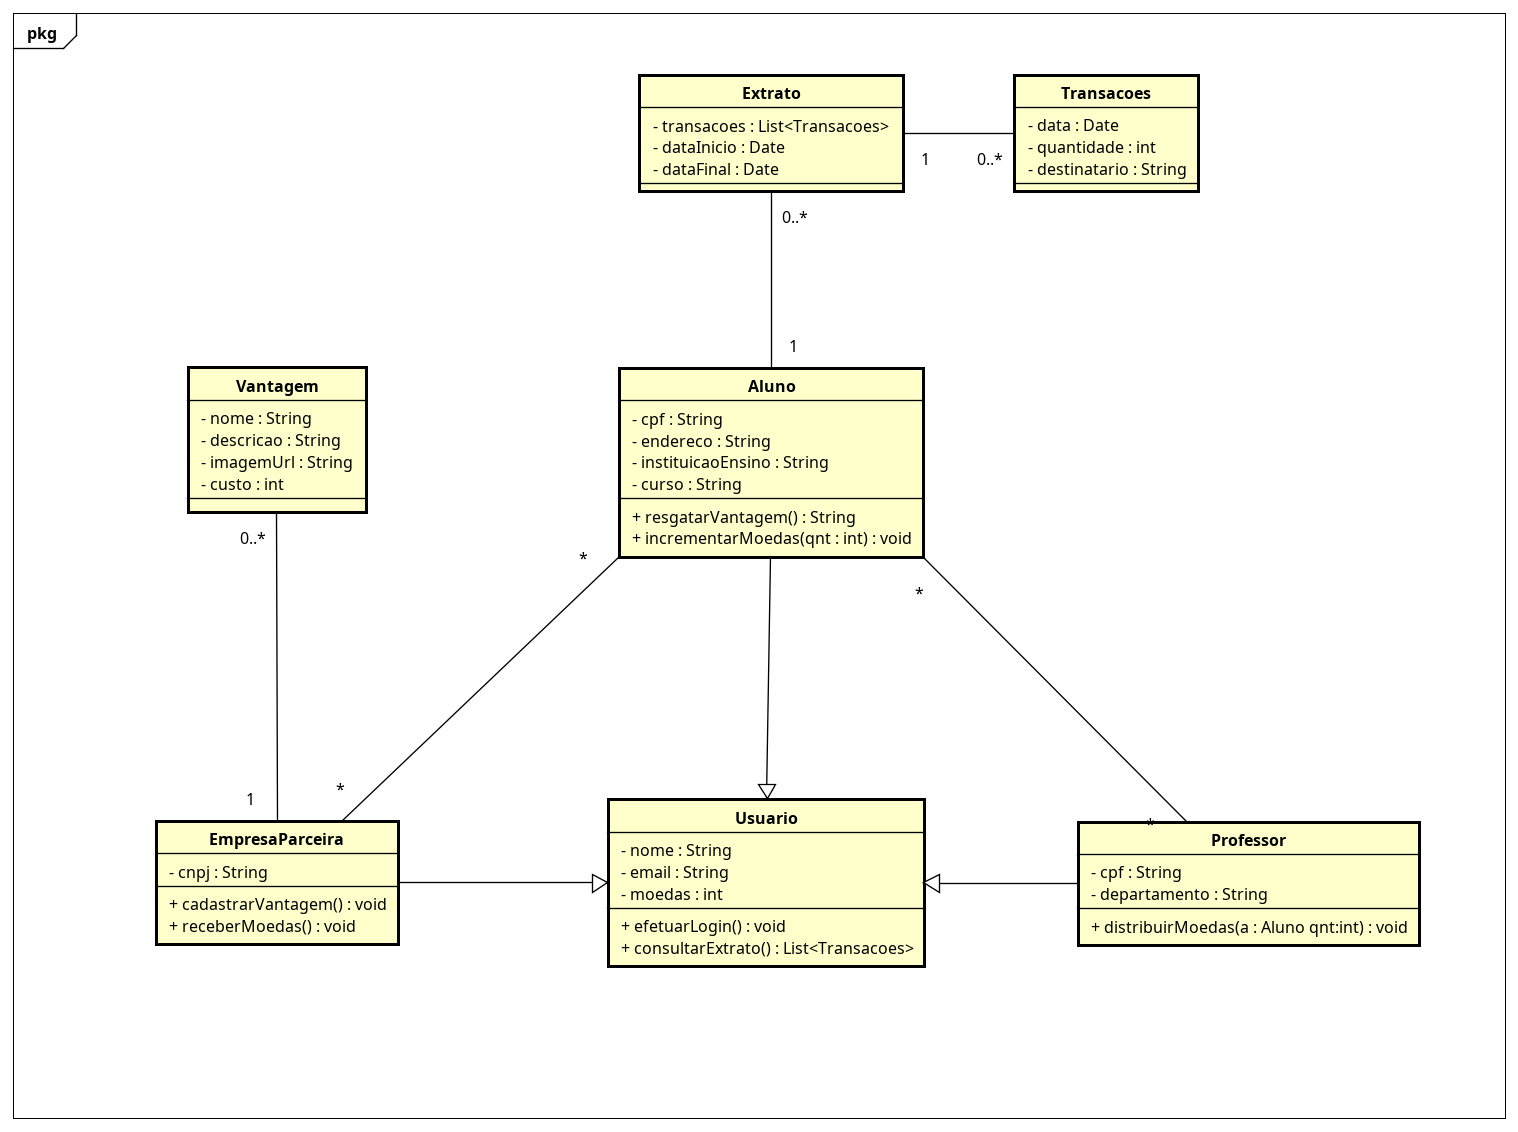 pkg
Extrato
- transacoes : List<Transacoes>
- dataInicio : Date
- dataFinal : Date
1
0..*
Transacoes
- data : Date
- quantidade : int
- destinatario : String
0..*
1
Vantagem
- nome : String
- descricao : String
- imagemUrl : String
- custo : int
0..*
1
Aluno
- cpf : String
- endereco : String
- instituicaoEnsino : String
- curso : String
+ resgatarVantagem() : String
+ incrementarMoedas(qnt : int) : void
*
*
*
*
EmpresaParceira
- cnpj : String
+ cadastrarVantagem() : void
+ receberMoedas() : void
Usuario
- nome : String
- email : String
- moedas : int
+ efetuarLogin() : void
+ consultarExtrato() : List<Transacoes>
Professor
- cpf : String
- departamento : String
+ distribuirMoedas(a : Aluno qnt:int) : void